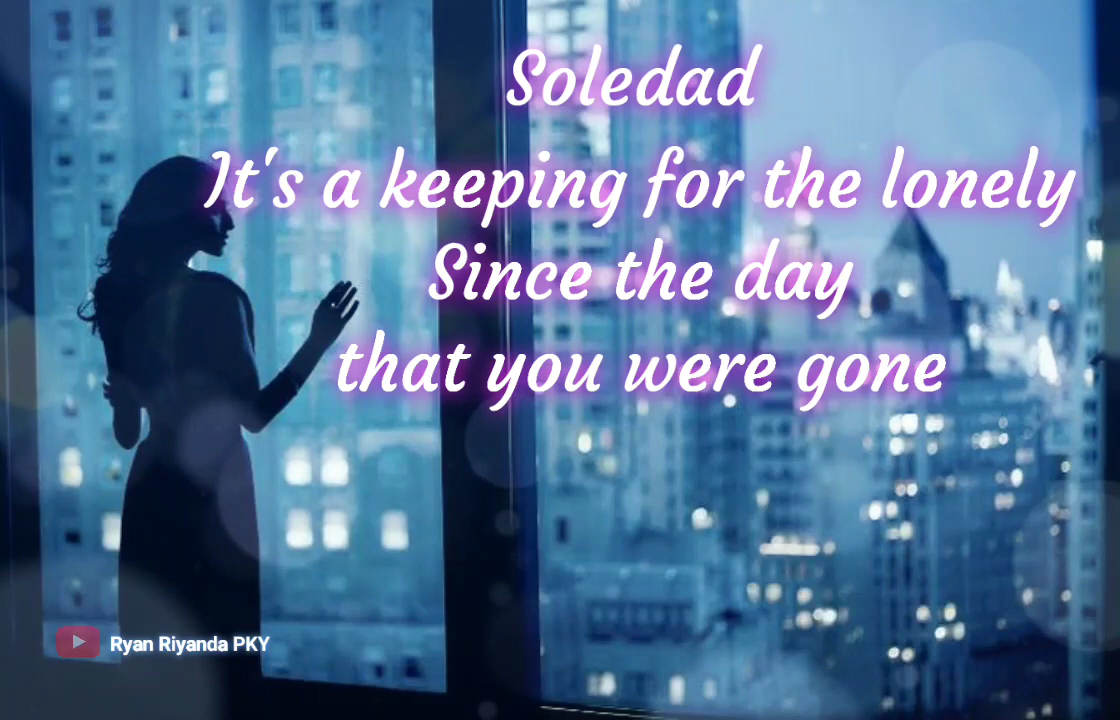 Soledad
It's a keeping for the lonely
Since the day
that you were gone
Ryan Riyanda PKY